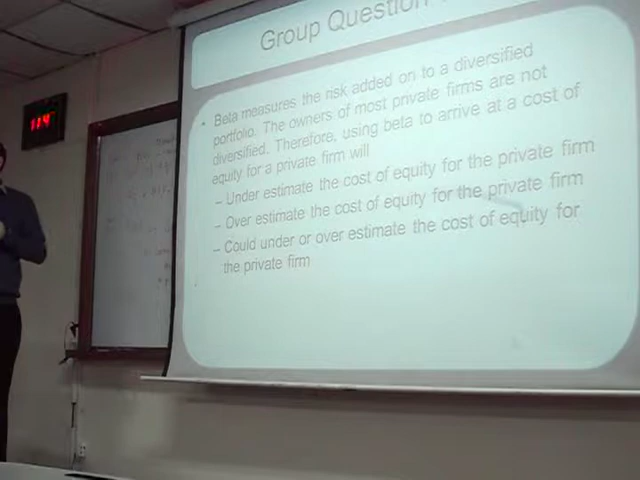 Group Question
• Beta measures the risk added on to a diversified
portfolio. The owners of most private firms are not
diversified. Therefore, using beta to arrive at a cost of
equity for a private firm will
– Under estimate the cost of equity for the private firm
– Over estimate the cost of equity for the private firm
– Could under or over estimate the cost of equity for
the private firm